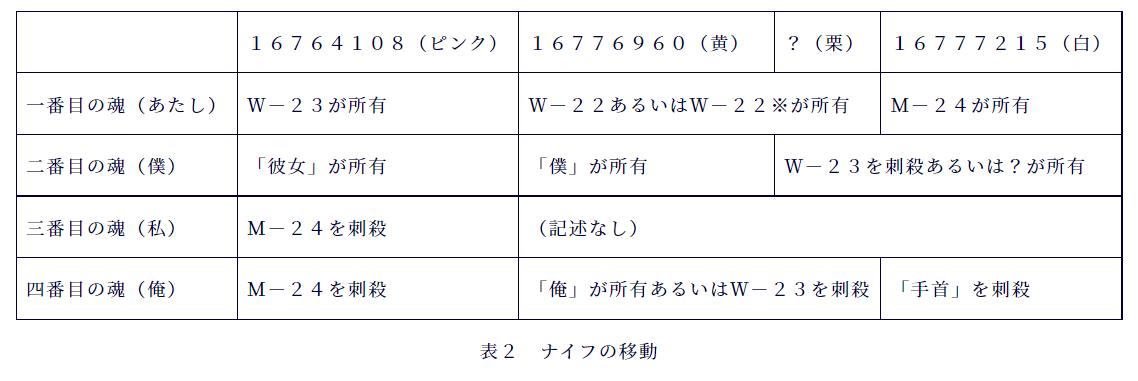 １６７６４１０８（ピンク） １６７７６９６０（黄） ？（栗） １６７７７２１５（白）
一番目の魂（あたし） Ｗ－２３が所有 Ｗ－２２あるいはＷ－２２※が所有 Ｍ－２４が所有
二番目の魂（僕） 「彼女」が所有 「僕」が所有 Ｗ－２３を刺殺あるいは？が所有
三番目の魂（私） Ｍ－２４を刺殺 （記述なし）
四番目の魂（俺） Ｍ－２４を刺殺 「俺」が所有あるいはＷ－２３を刺殺 「手首」を刺殺
表２　ナイフの移動